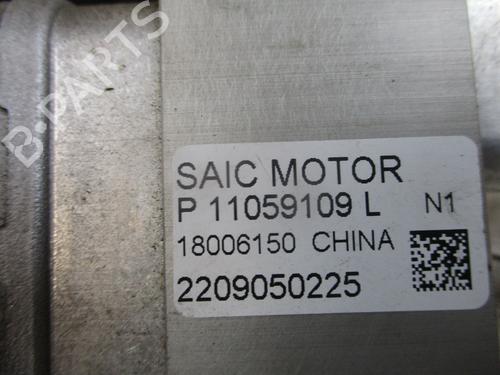 B-PARTS
SAIC MOTOR
P 11059109 L N1
18006150 CHINA
2209050225